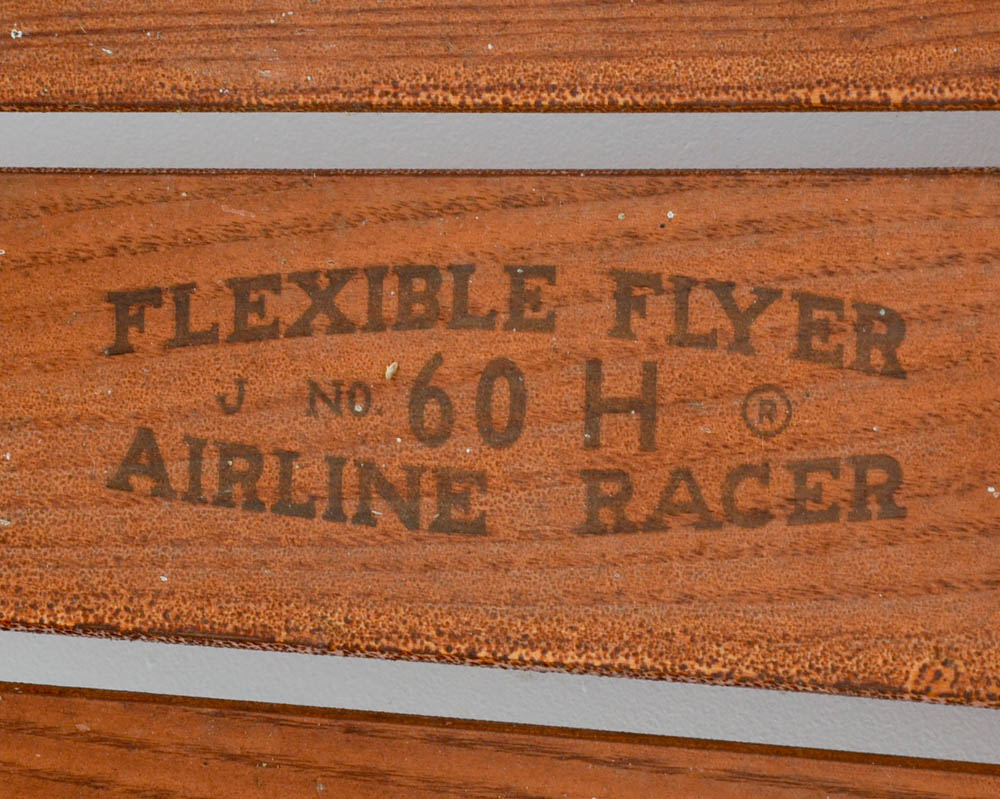 FLEXIBLE FLYER
J No. 60 H ®
AIRLINE RACER